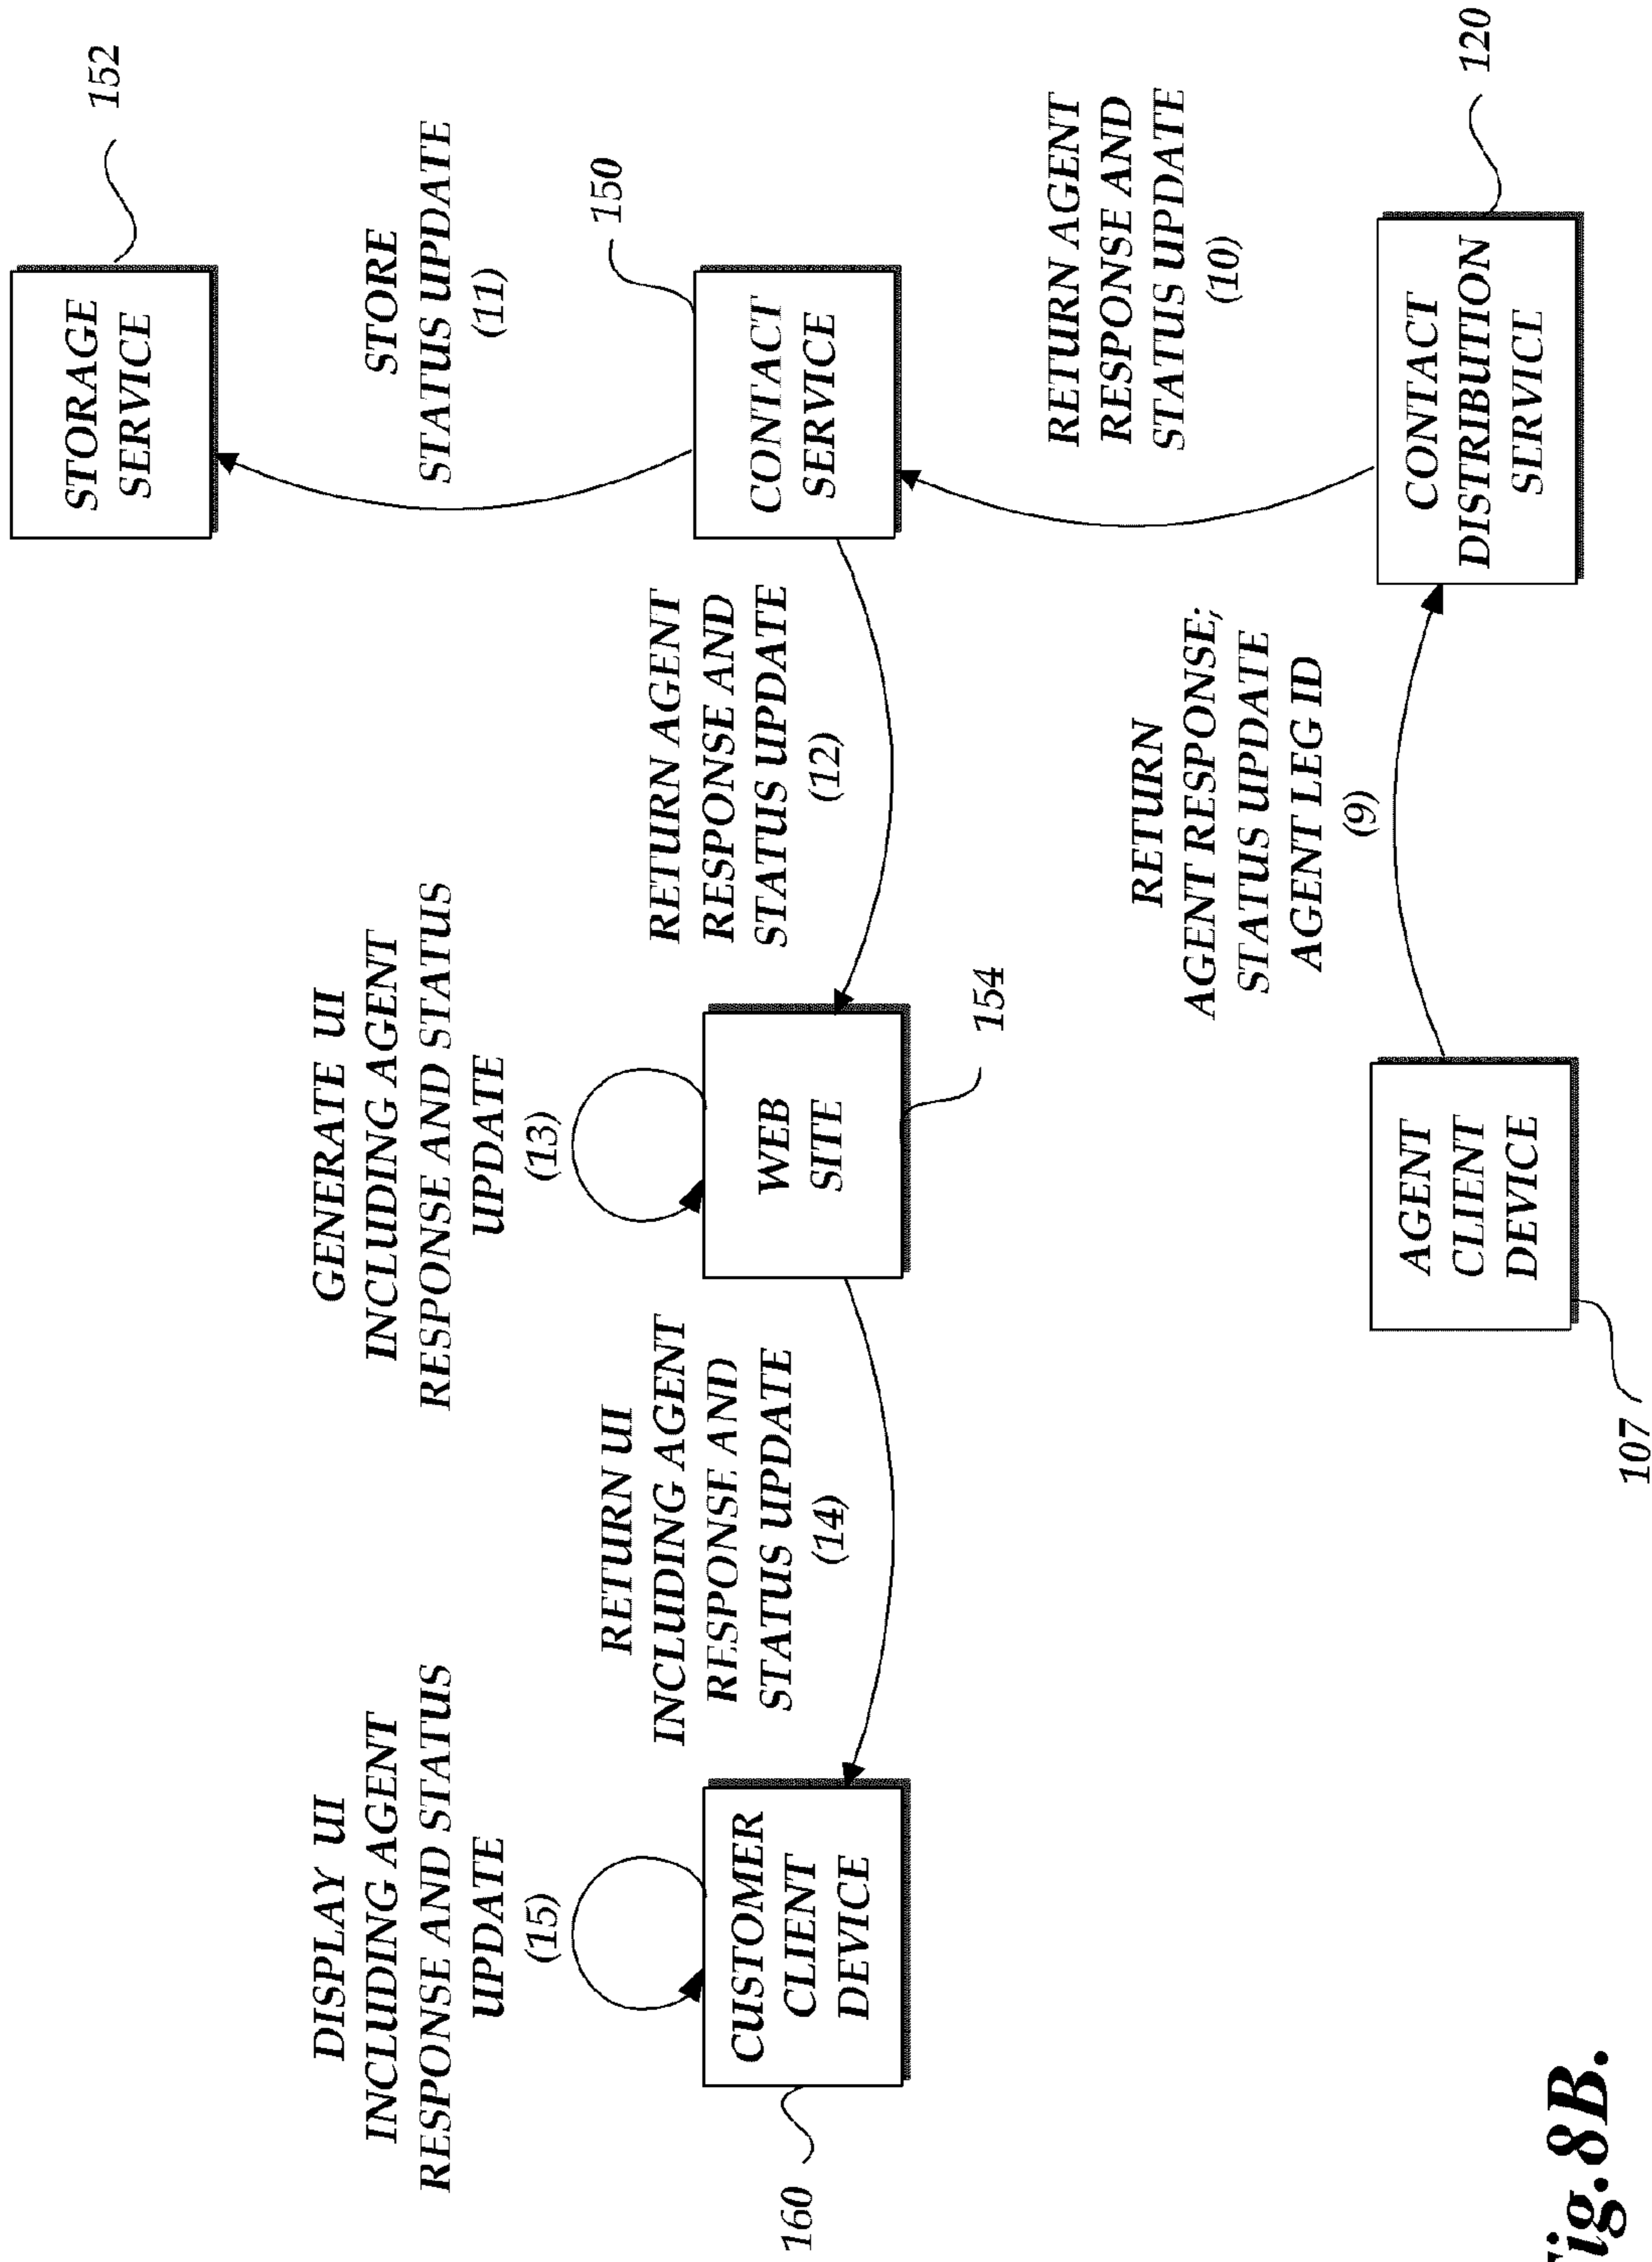 DISPLAY UI
INCLUDING AGENT
RESPONSE AND STATUS
UPDATE
(15)
GENERATE UI
INCLUDING AGENT
RESPONSE AND STATUS
UPDATE
(13)
STORAGE
SERVICE
152
STORE
STATUS UPDATE
(11)
160
CUSTOMER
CLIENT
DEVICE
RETURN UI
INCLUDING AGENT
RESPONSE AND
STATUS UPDATE
(14)
WEB
SITE
154
RETURN AGENT
RESPONSE AND
STATUS UPDATE
(12)
CONTACT
SERVICE
150
RETURN AGENT
RESPONSE AND
STATUS UPDATE
(10)
107
AGENT
CLIENT
DEVICE
RETURN
AGENT RESPONSE;
STATUS UPDATE
AGENT LEG ID
(9)
CONTACT
DISTRIBUTION
SERVICE
120
Fig.8B.